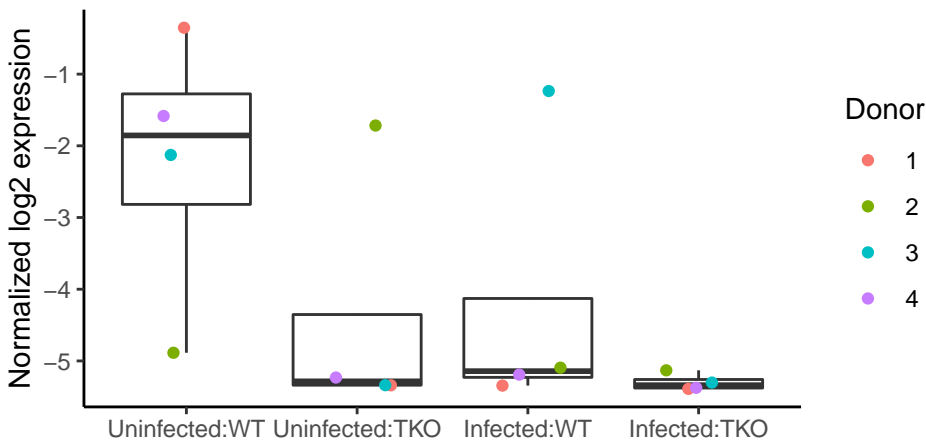 Normalized log2 expression
−1
−2
−3
−4
−5
Uninfected:WT
Uninfected:TKO
Infected:WT
Infected:TKO
Donor
1
2
3
4